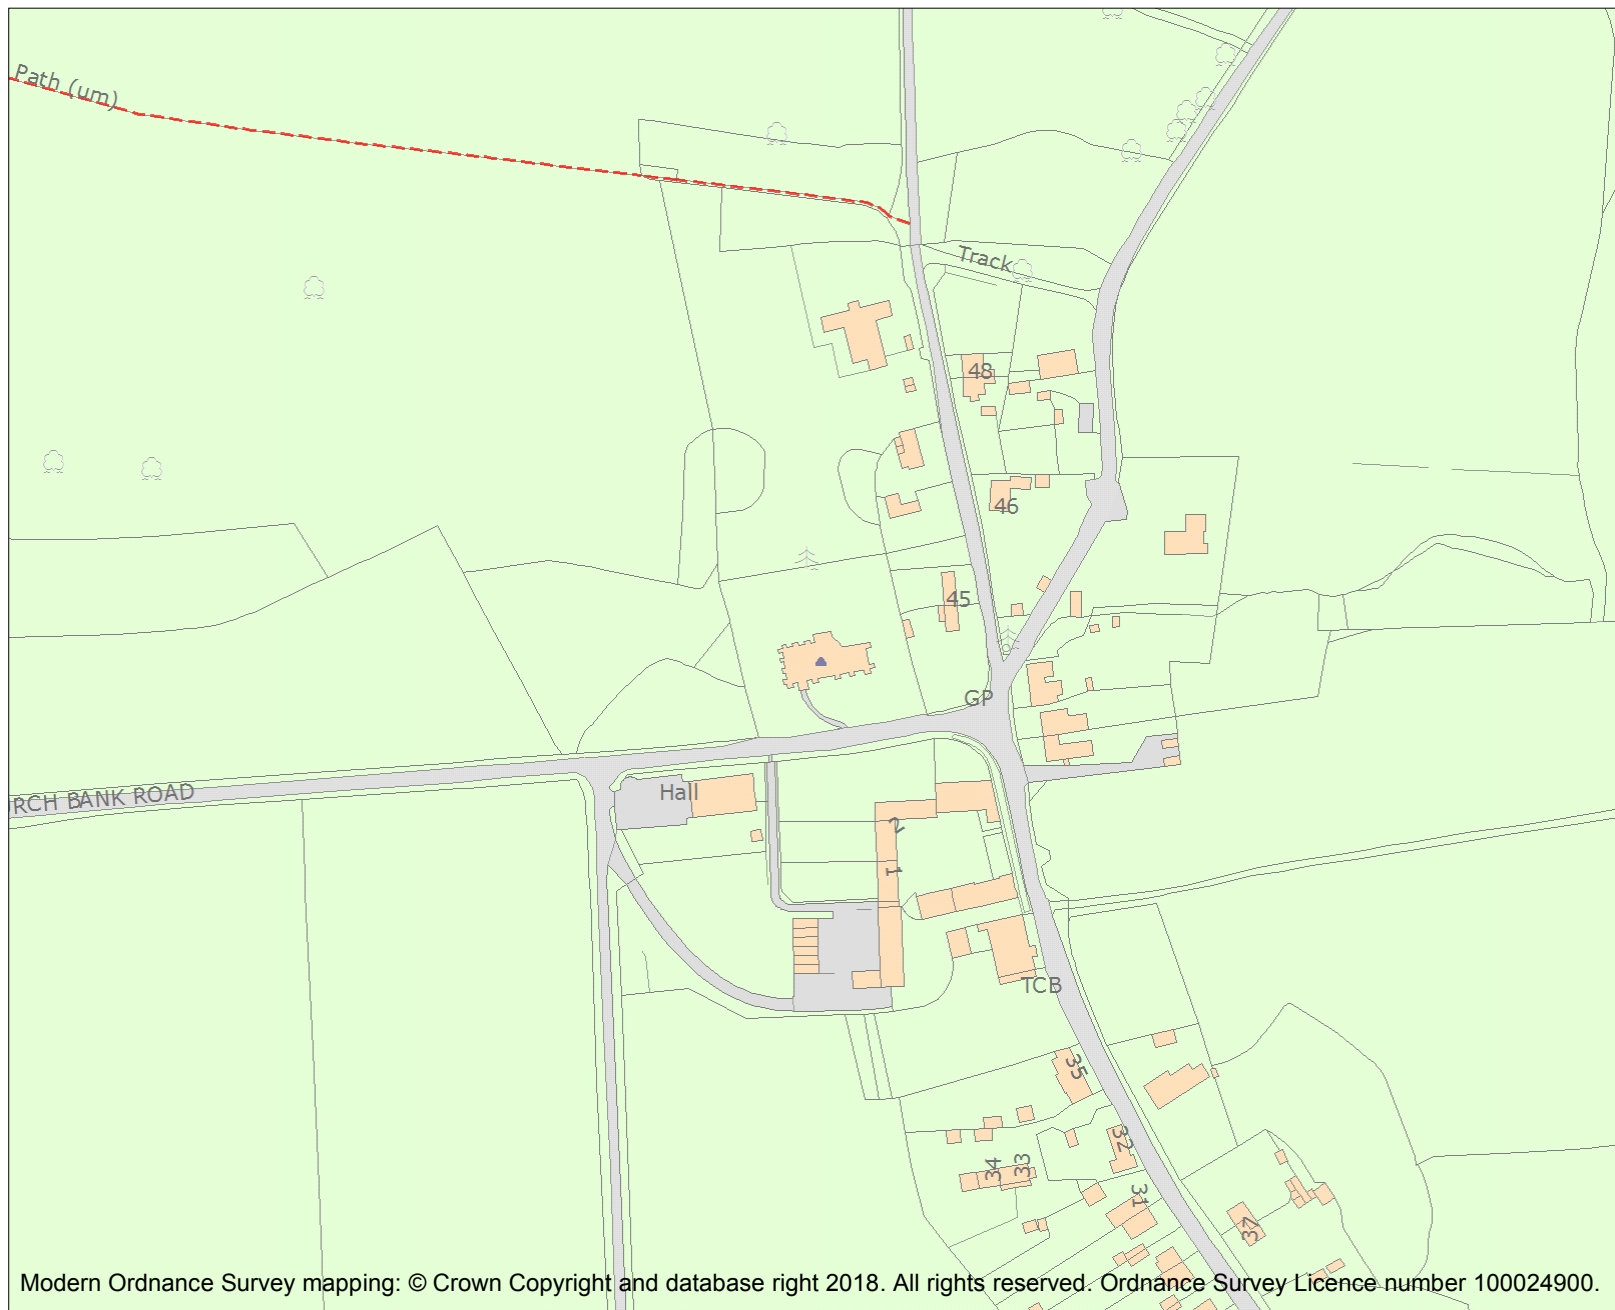 Path (um)
Track
48
46
45
GP
RCH BANK ROAD
Hall
2
1
TCB
35
32
34
33
31
37
Modern Ordnance Survey mapping: © Crown Copyright and database right 2018. All rights reserved. Ordnance Survey Licence number 100024900.